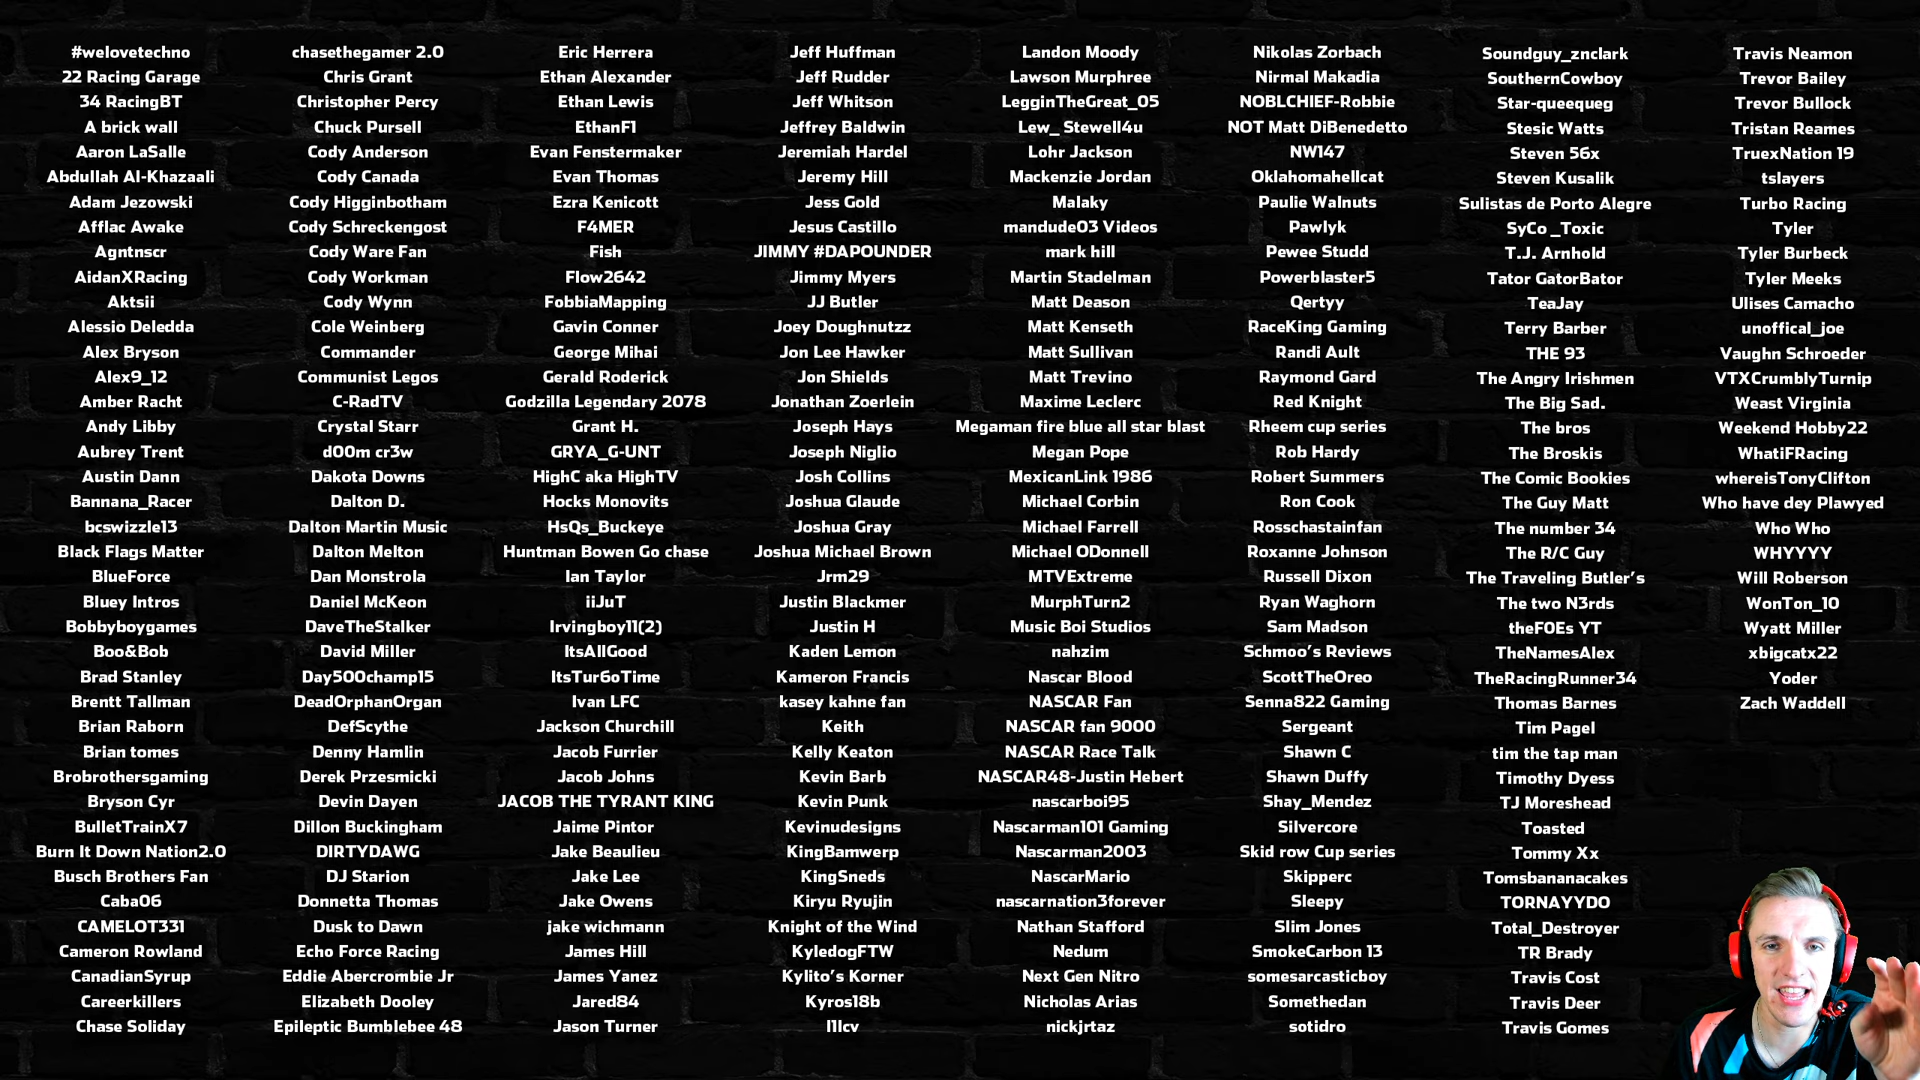 #welovetechno
22 Racing Garage
34 RacingBT
A brick wall
Aaron LaSalle
Abdullah Al-Khazaali
Adam Jezowski
Afflac Awake
Agntnscr
AidanXRacing
Aktsii
Alessio Deledda
Alex Bryson
Alex9_12
Amber Racht
Andy Libby
Aubrey Trent
Austin Dann
Bannana_Racer
bcswizzle13
Black Flags Matter
BlueForce
Bluey Intros
Bobbyboygames
Boo&Bob
Brad Stanley
Brentt Tallman
Brian Raborn
Brian tomes
Brobrothersgaming
Bryson Cyr
BulletTrainX7
Burn It Down Nation2.0
Busch Brothers Fan
Caba06
CAMELOT331
Cameron Rowland
CanadianSyrup
Careerkillers
Chase Soliday
chasethegamer 2.0
Chris Grant
Christopher Percy
Chuck Pursell
Cody Anderson
Cody Canada
Cody Higginbotham
Cody Schreckengost
Cody Ware Fan
Cody Workman
Cody Wynn
Cole Weinberg
Commander
Communist Legos
C-RadTV
Crystal Starr
d00m cr3w
Dakota Downs
Dalton D.
Dalton Martin Music
Dalton Melton
Dan Monstrola
Daniel McKeon
DaveTheStalker
David Miller
Day500champ15
DeadOrphanOrgan
DefScythe
Denny Hamlin
Derek Przesmicki
Devin Dayen
Dillon Buckingham
DIRTYDAWG
DJ Starion
Donnetta Thomas
Dusk to Dawn
Echo Force Racing
Eddie Abercrombie Jr
Elizabeth Dooley
Epileptic Bumblebee 48
Eric Herrera
Ethan Alexander
Ethan Lewis
EthanF1
Evan Fenstermaker
Evan Thomas
Ezra Kenicott
F4MER
Fish
Flow2642
FobbiaMapping
Gavin Conner
George Mihai
Gerald Roderick
Godzilla Legendary 2078
Grant H.
GRYA_G-UNT
HighC aka HighTV
Hocks Monovits
HsQs_Buckeye
Huntman Bowen Go chase
Ian Taylor
iiJuT
Irvingboy11(2)
ItsAllGood
ItsTur6oTime
Ivan LFC
Jackson Churchill
Jacob Furrier
Jacob Johns
JACOB THE TYRANT KING
Jaime Pintor
Jake Beaulieu
Jake Lee
Jake Owens
jake wichmann
James Hill
James Yanez
Jared84
Jason Turner
Jeff Huffman
Jeff Rudder
Jeff Whitson
Jeffrey Baldwin
Jeremiah Hardel
Jeremy Hill
Jess Gold
Jesus Castillo
JIMMY #DAPOUNDER
Jimmy Myers
JJ Butler
Joey Doughnutzz
Jon Lee Hawker
Jon Shields
Jonathan Zoerlein
Joseph Hays
Joseph Niglio
Josh Collins
Joshua Glaude
Joshua Gray
Joshua Michael Brown
Jrm29
Justin Blackmer
Justin H
Kaden Lemon
Kameron Francis
kasey kahne fan
Keith
Kelly Keaton
Kevin Barb
Kevin Punk
Kevinudesigns
KingBamwerp
KingSneds
Kiryu Ryujin
Knight of the Wind
KyledogFTW
Kylito's Korner
Kyros18b
l1lcv
Landon Moody
Lawson Murphree
LegginTheGreat_05
Lew_ Stewell4u
Lohr Jackson
Mackenzie Jordan
Malaky
mandude03 Videos
mark hill
Martin Stadelman
Matt Deason
Matt Kenseth
Matt Sullivan
Matt Trevino
Maxime Leclerc
Megaman fire blue all star blast
Megan Pope
MexicanLink 1986
Michael Corbin
Michael Farrell
Michael ODonnell
MTVExtreme
MurphTurn2
Music Boi Studios
nahzim
Nascar Blood
NASCAR Fan
NASCAR fan 9000
NASCAR Race Talk
NASCAR48-Justin Hebert
nascarboi95
Nascarman101 Gaming
Nascarman2003
NascarMario
nascarnation3forever
Nathan Stafford
Nedum
Next Gen Nitro
Nicholas Arias
nickjrtaz
Nikolas Zorbach
Nirmal Makadia
NOBLCHIEF-Robbie
NOT Matt DiBenedetto
NW147
Oklahomahellcat
Paulie Walnuts
Pawlyk
Pewee Studd
Powerblaster5
Qertyy
RaceKing Gaming
Randi Ault
Raymond Gard
Red Knight
Rheem cup series
Rob Hardy
Robert Summers
Ron Cook
Rosschastainfan
Roxanne Johnson
Russell Dixon
Ryan Waghorn
Sam Madson
Schmoo's Reviews
ScottTheOreo
Senna822 Gaming
Sergeant
Shawn C
Shawn Duffy
Shay_Mendez
Silvercore
Skid row Cup series
Skipperc
Sleepy
Slim Jones
SmokeCarbon 13
somesarcasticboy
Somethedan
sotidro
Soundguy_znclark
SouthernCowboy
Star-queequeg
Stesic Watts
Steven 56x
Steven Kusalik
Sulistas de Porto Alegre
SyCo _Toxic
T.J. Arnhold
Tator GatorBator
TeaJay
Terry Barber
THE 93
The Angry Irishmen
The Big Sad.
The bros
The Broskis
The Comic Bookies
The Guy Matt
The number 34
The R/C Guy
The Traveling Butler's
The two N3rds
theF0Es YT
TheNamesAlex
TheRacingRunner34
Thomas Barnes
Tim Pagel
tim the tap man
Timothy Dyess
TJ Moreshead
Toasted
Tommy Xx
Tomsbananacakes
TORNAYYDO
Total_Destroyer
TR Brady
Travis Cost
Travis Deer
Travis Gomes
Travis Neamon
Trevor Bailey
Trevor Bullock
Tristan Reames
TruexNation 19
tslayers
Turbo Racing
Tyler
Tyler Burbeck
Tyler Meeks
Ulises Camacho
unoffical_joe
Vaughn Schroeder
VTXCrumblyTurnip
Weast Virginia
Weekend Hobby22
WhatiFRacing
whereisTonyClifton
Who have dey Plawyed
Who Who
WHYYYY
Will Roberson
WonTon_10
Wyatt Miller
xbigcatx22
Yoder
Zach Waddell